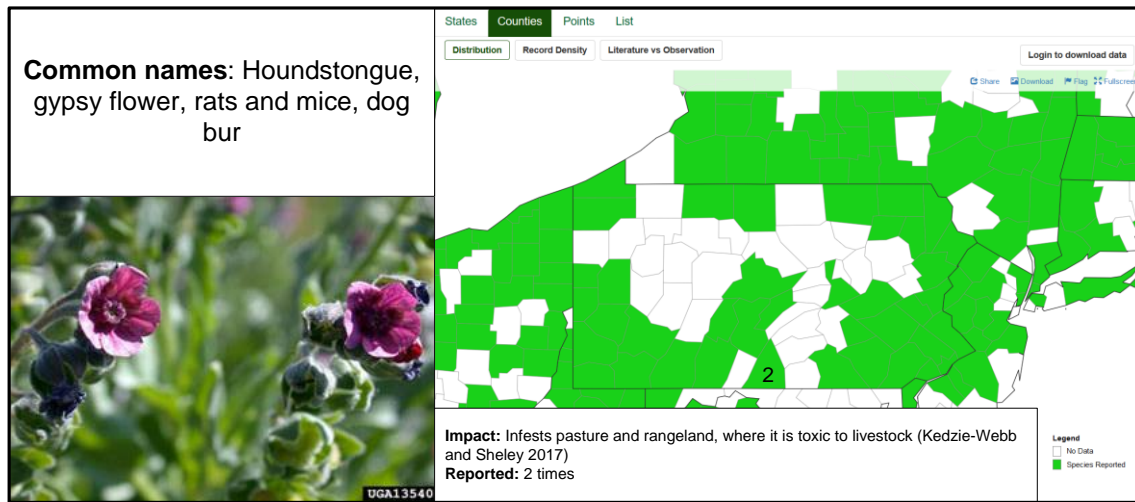 Common names: Houndstongue,
gypsy flower, rats and mice, dog
bur
States Counties Points List
Distribution Record Density Literature vs Observation
Login to download data
Share Download Flag Fullscreen
2
Impact: Infests pasture and rangeland, where it is toxic to livestock (Kedzie-Webb
and Sheley 2017)
Reported: 2 times
Legend
No Data
Species Reported
UGA13540